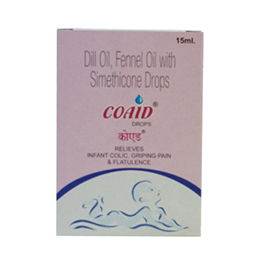 15ml.
Dill Oil, Fennel Oil with
Simethicone Drops
COAID®
DROPS
कोएड®
RELIEVES
INFANT COLIC, GRIPING PAIN
& FLATULENCE